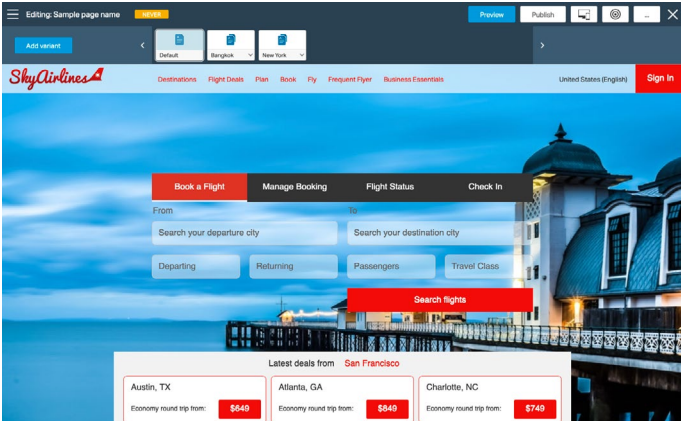 Editing: Sample page name NEVER Preview Publish ...
Add variant
Default Bangkok New York
SkyAirlines Destinations Flight Deals Plan Book Fly Frequent Flyer Business Essentials United States (English) Sign In
Book a Flight Manage Booking Flight Status Check In
From To
Search your departure city Search your destination city
Departing Returning Passengers Travel Class
Search flights
Latest deals from San Francisco
Austin, TX Atlanta, GA Charlotte, NC
Economy round trip from: $649 Economy round trip from: $849 Economy round trip from: $749